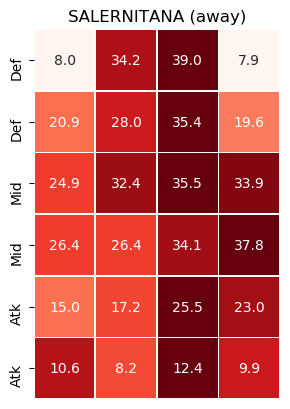 SALERNITANA (away)
Def 8.0 34.2 39.0 7.9
Def 20.9 28.0 35.4 19.6
Mid 24.9 32.4 35.5 33.9
Mid 26.4 26.4 34.1 37.8
Atk 15.0 17.2 25.5 23.0
Atk 10.6 8.2 12.4 9.9